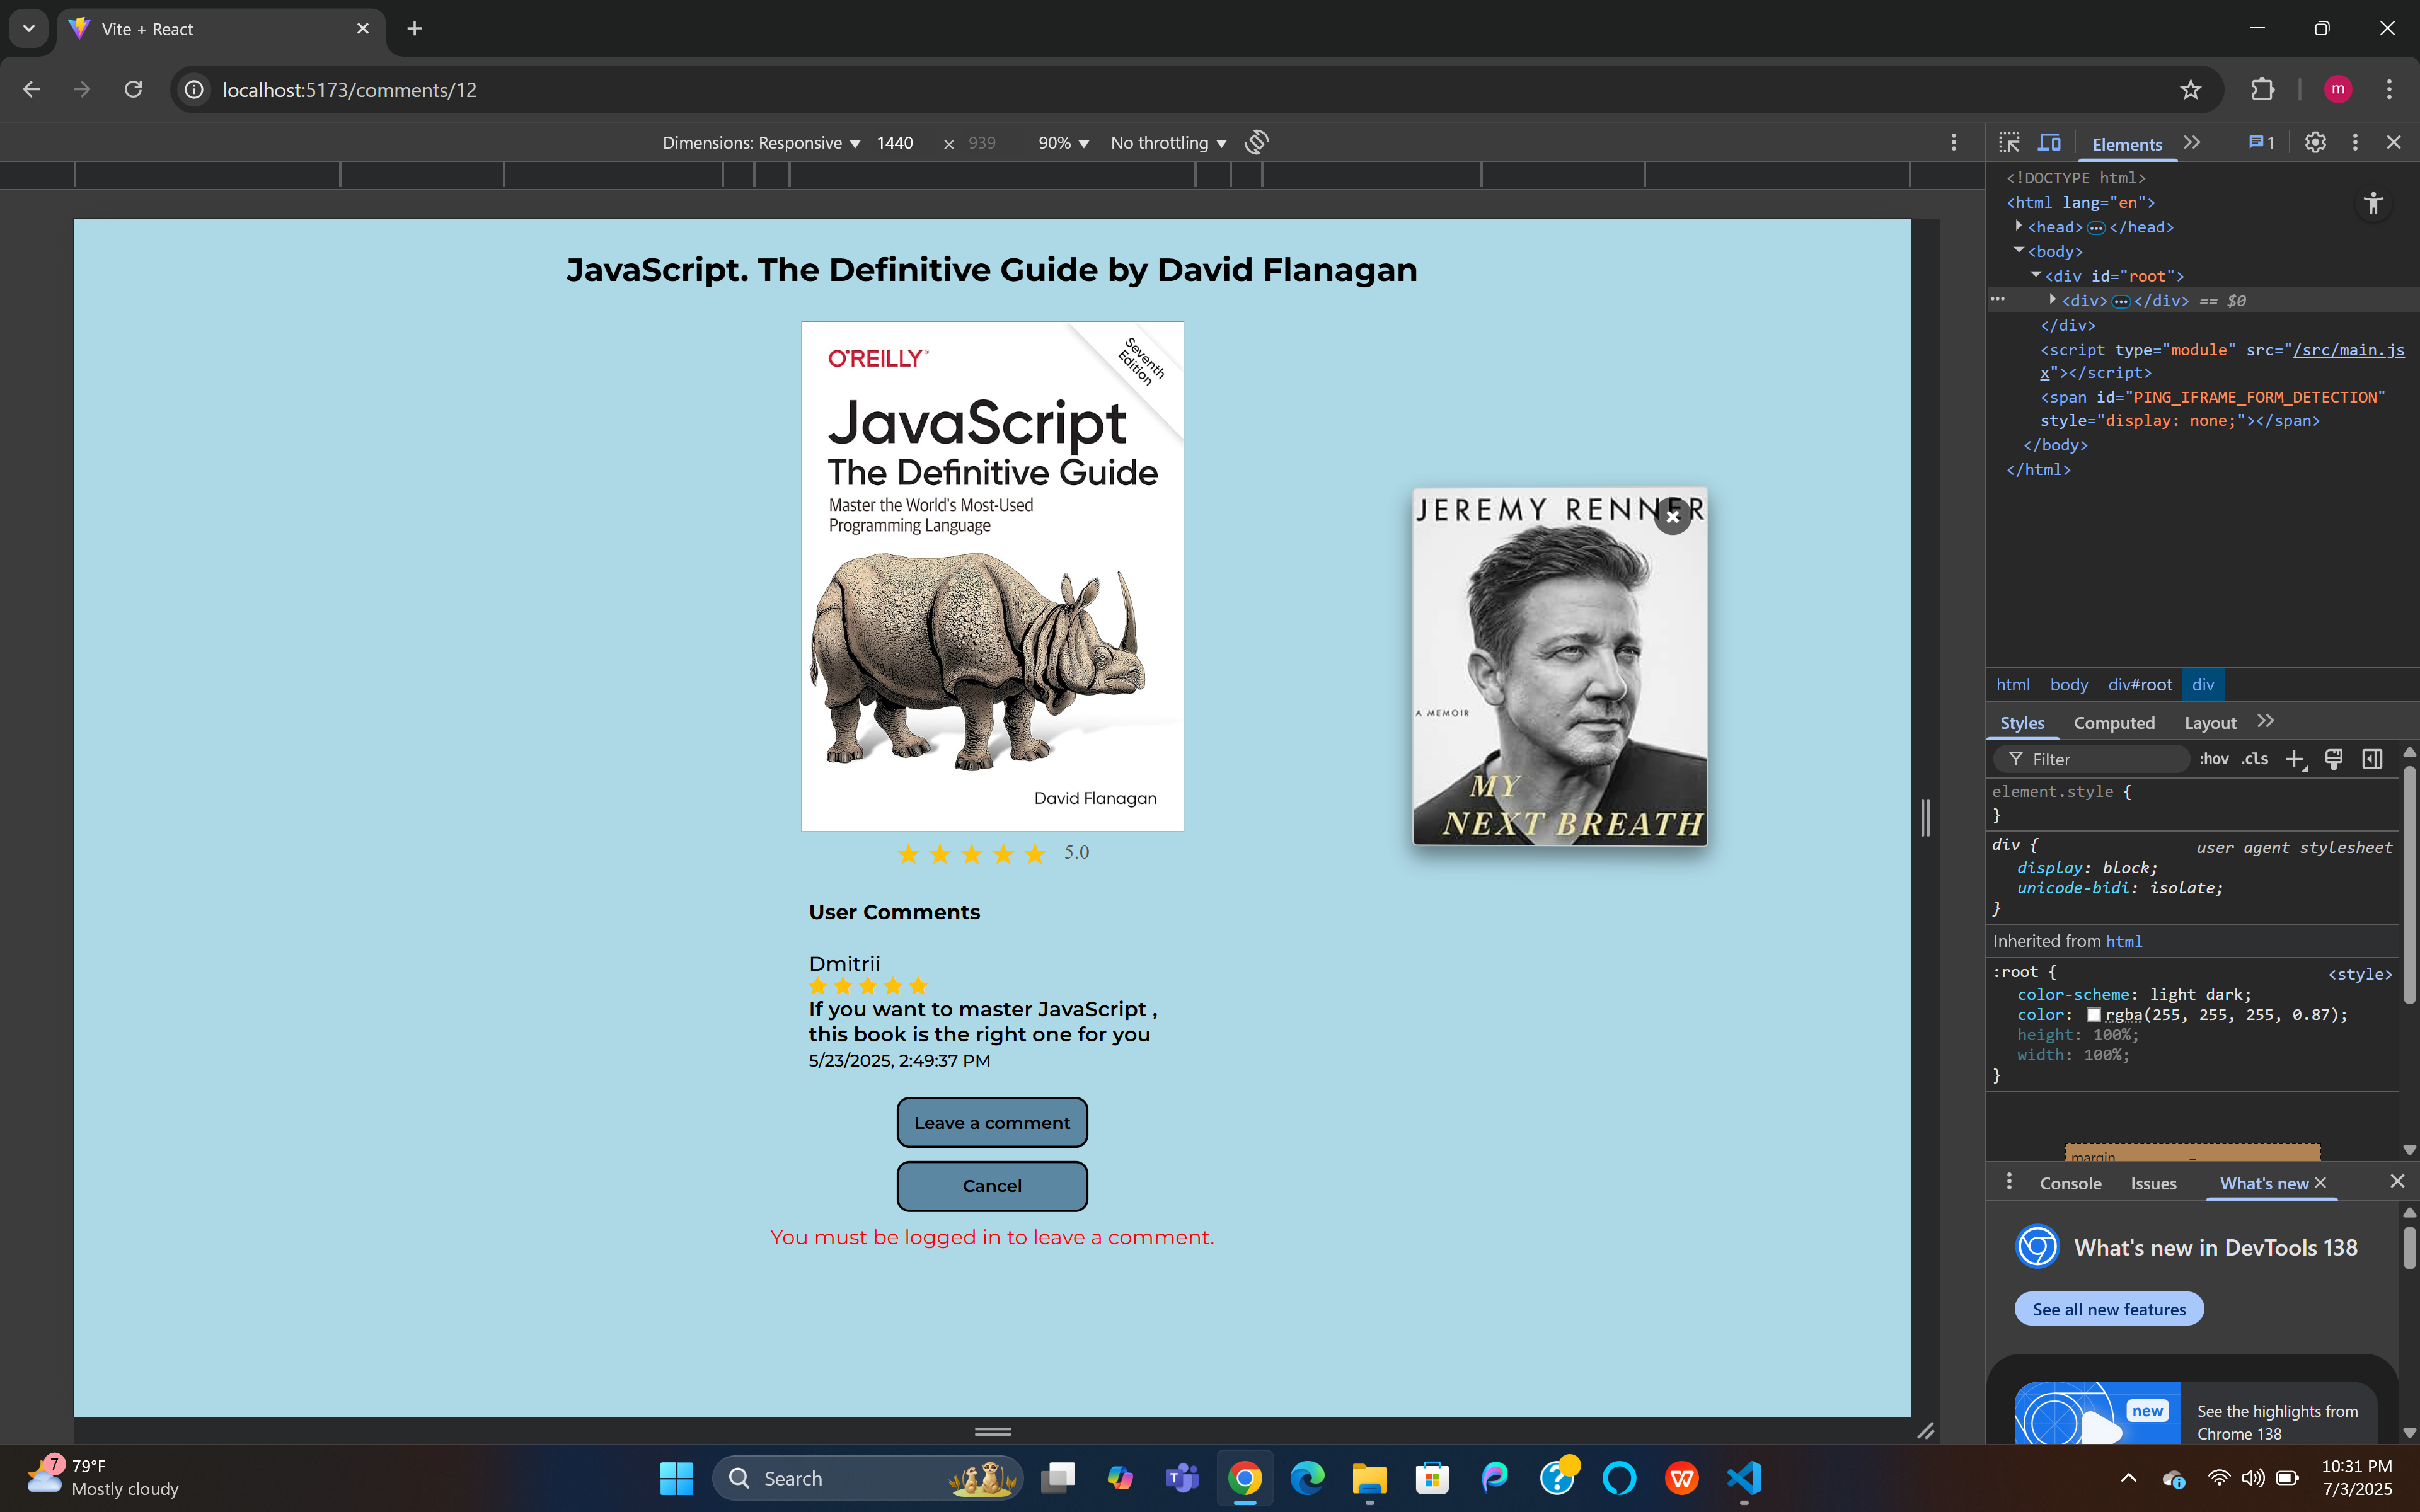 Vite + React
localhost:5173/comments/12
m
Dimensions: Responsive 1440 × 939 90% No throttling
Elements
1
JavaScript. The Definitive Guide by David Flanagan
O'REILLY
Seventh
Edition
JavaScript
The Definitive Guide
Master the World's Most-Used
Programming Language
David Flanagan
5.0
JEREMY RENNER
A MEMOIR
MY
NEXT BREATH
User Comments
Dmitrii
If you want to master JavaScript ,
this book is the right one for you
5/23/2025, 2:49:37 PM
Leave a comment
Cancel
You must be logged in to leave a comment.
<!DOCTYPE html>
<html lang="en">
<head> ••• </head>
<body>
<div id="root">
••• <div> ••• </div> == $0
</div>
<script type="module" src="/src/main.js
x"></script>
<span id="PING_IFRAME_FORM_DETECTION"
style="display: none;"></span>
</body>
</html>
html body div#root div
Styles Computed Layout
Filter :hov .cls
element.style {
}
div { user agent stylesheet
display: block;
unicode-bidi: isolate;
}
Inherited from html
:root { <style>
color-scheme: light dark;
color: rgba(255, 255, 255, 0.87);
height: 100%;
width: 100%;
}
margin –
Console Issues What's new
What's new in DevTools 138
See all new features
new
See the highlights from
Chrome 138
7
79°F
Mostly cloudy
Search
T
10:31 PM
7/3/2025